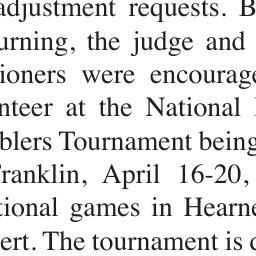 adjustment requests. B
urning, the judge and
ioners were encourage
nteer at the National
blers Tournament being
ranklin, April 16-20,
tional games in Hearne
ert. The tournament is